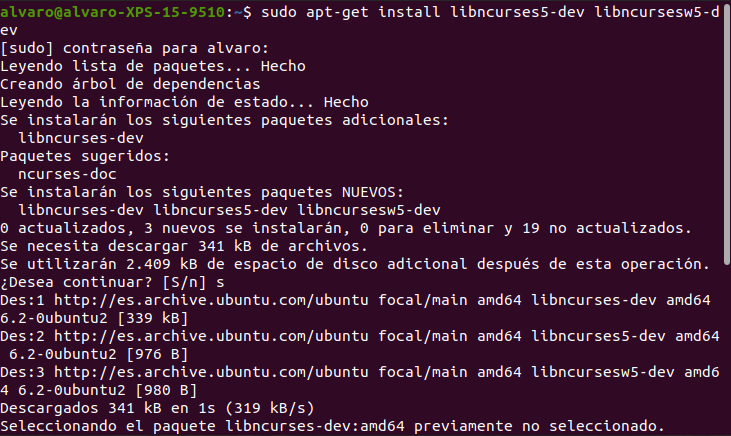 alvaro@alvaro-XPS-15-9510:~$ sudo apt-get install libncurses5-dev libncursesw5-d
ev
[sudo] contraseña para alvaro:
Leyendo lista de paquetes... Hecho
Creando árbol de dependencias
Leyendo la información de estado... Hecho
Se instalarán los siguientes paquetes adicionales:
  libncurses-dev
Paquetes sugeridos:
  ncurses-doc
Se instalarán los siguientes paquetes NUEVOS:
  libncurses-dev libncurses5-dev libncursesw5-dev
0 actualizados, 3 nuevos se instalarán, 0 para eliminar y 19 no actualizados.
Se necesita descargar 341 kB de archivos.
Se utilizarán 2.409 kB de espacio de disco adicional después de esta operación.
¿Desea continuar? [S/n] s
Des:1 http://es.archive.ubuntu.com/ubuntu focal/main amd64 libncurses-dev amd64
6.2-0ubuntu2 [339 kB]
Des:2 http://es.archive.ubuntu.com/ubuntu focal/main amd64 libncurses5-dev amd64
 6.2-0ubuntu2 [976 B]
Des:3 http://es.archive.ubuntu.com/ubuntu focal/main amd64 libncursesw5-dev amd6
4 6.2-0ubuntu2 [980 B]
Descargados 341 kB en 1s (319 kB/s)
Seleccionando el paquete libncurses-dev:amd64 previamente no seleccionado.